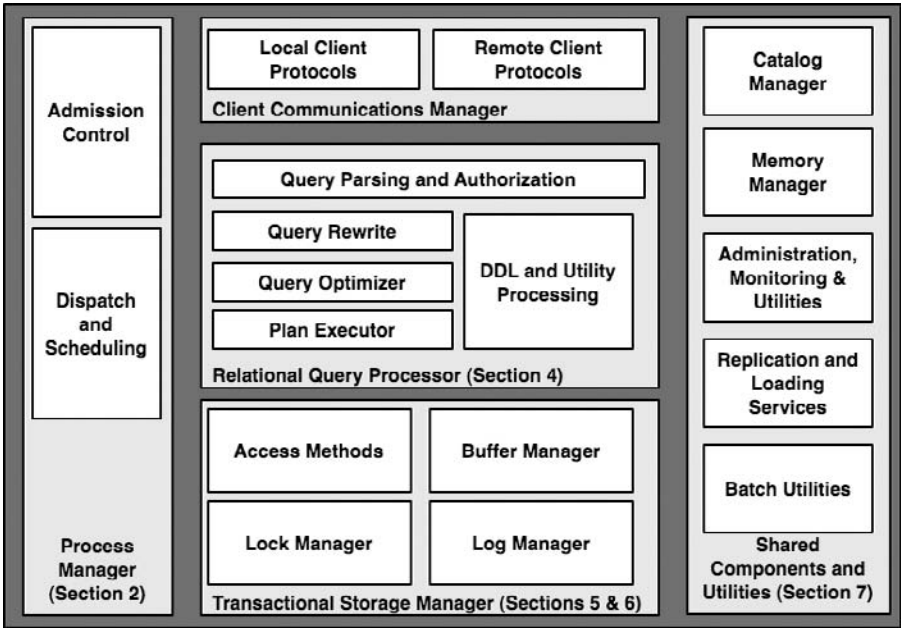 Admission
Control
Dispatch
and
Scheduling
Process
Manager
(Section 2)
Local Client
Protocols
Remote Client
Protocols
Client Communications Manager
Query Parsing and Authorization
Query Rewrite
Query Optimizer
Plan Executor
DDL and Utility
Processing
Relational Query Processor (Section 4)
Access Methods
Buffer Manager
Lock Manager
Log Manager
Transactional Storage Manager (Sections 5 & 6)
Catalog
Manager
Memory
Manager
Administration,
Monitoring &
Utilities
Replication and
Loading
Services
Batch Utilities
Shared
Components and
Utilities (Section 7)